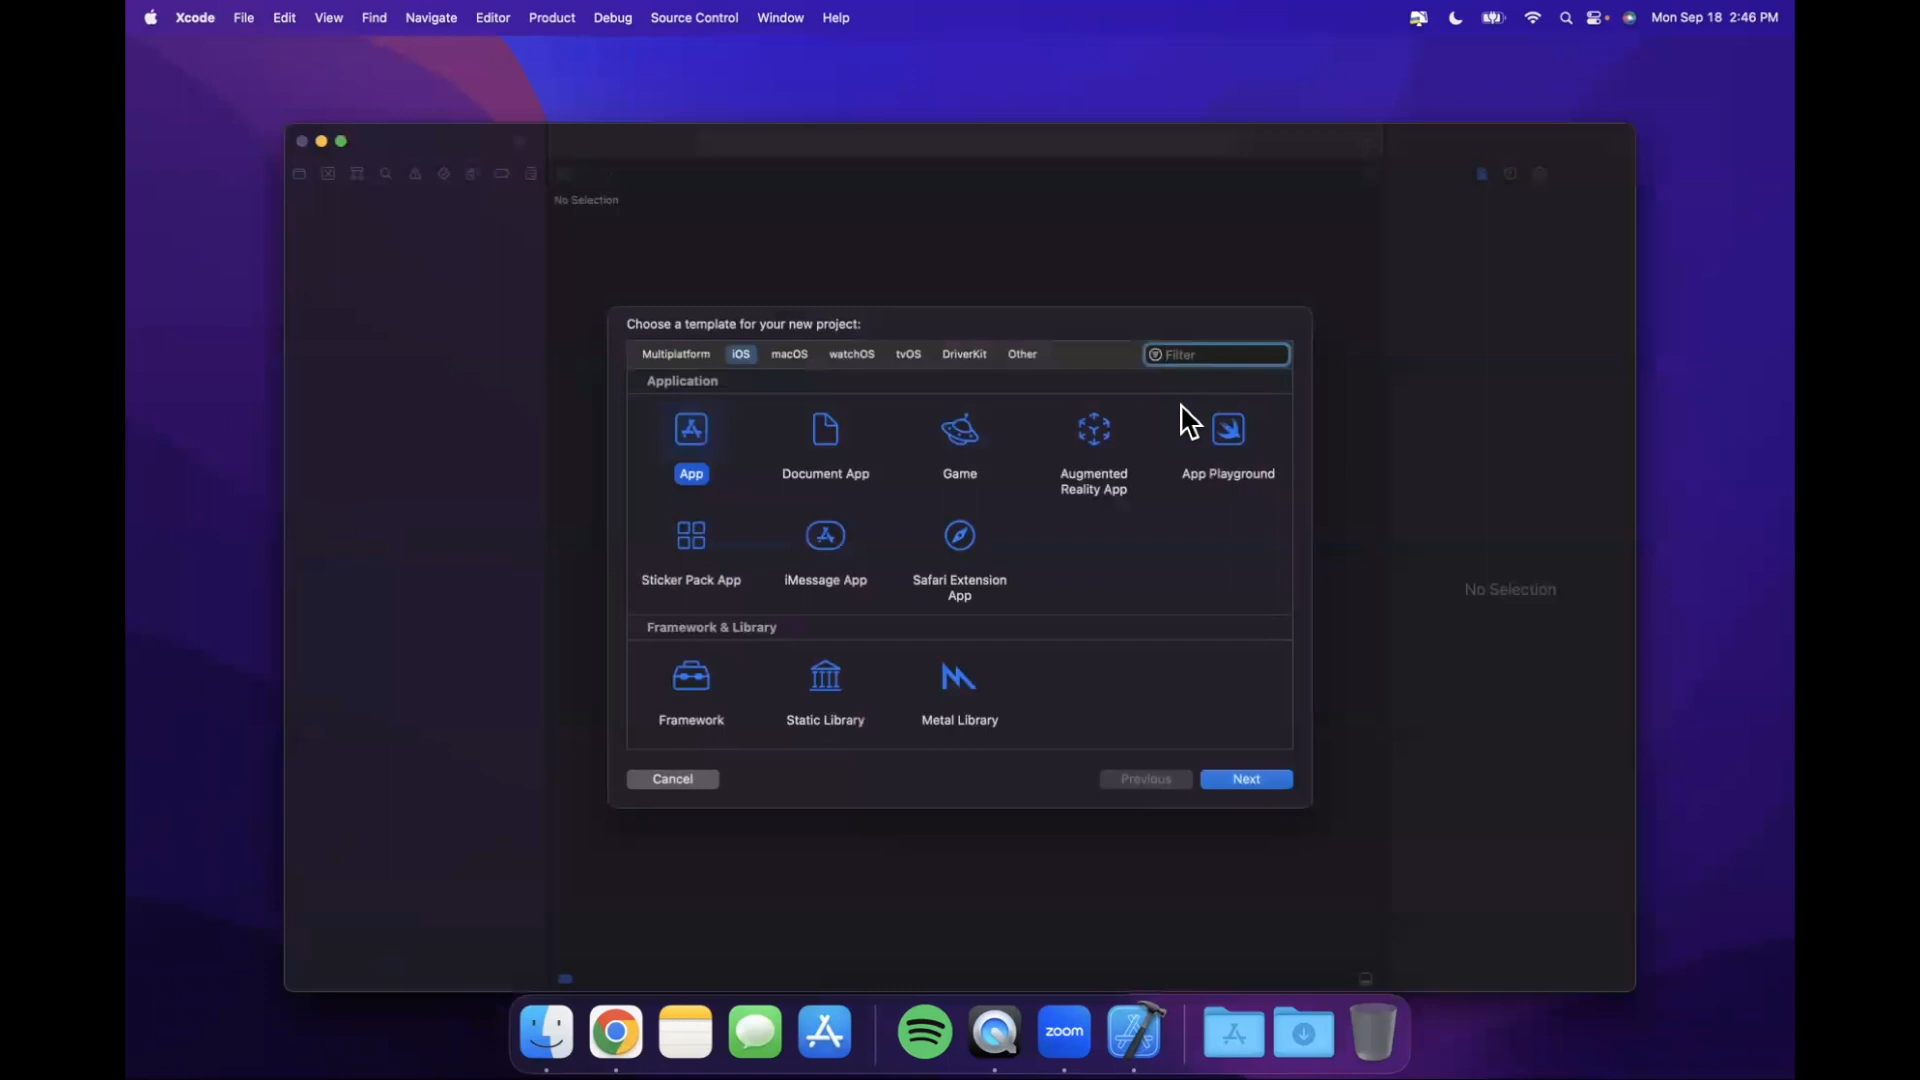 Xcode File Edit View Find Navigate Editor Product Debug Source Control Window Help Mon Sep 18 2:46 PM
No Selection
Choose a template for your new project:
Multiplatform iOS macOS watchOS tvOS DriverKit Other Filter
Application
App Document App Game Augmented Reality App App Playground
Sticker Pack App iMessage App Safari Extension App
No Selection
Framework & Library
Framework Static Library Metal Library
Cancel Previous Next
zoom